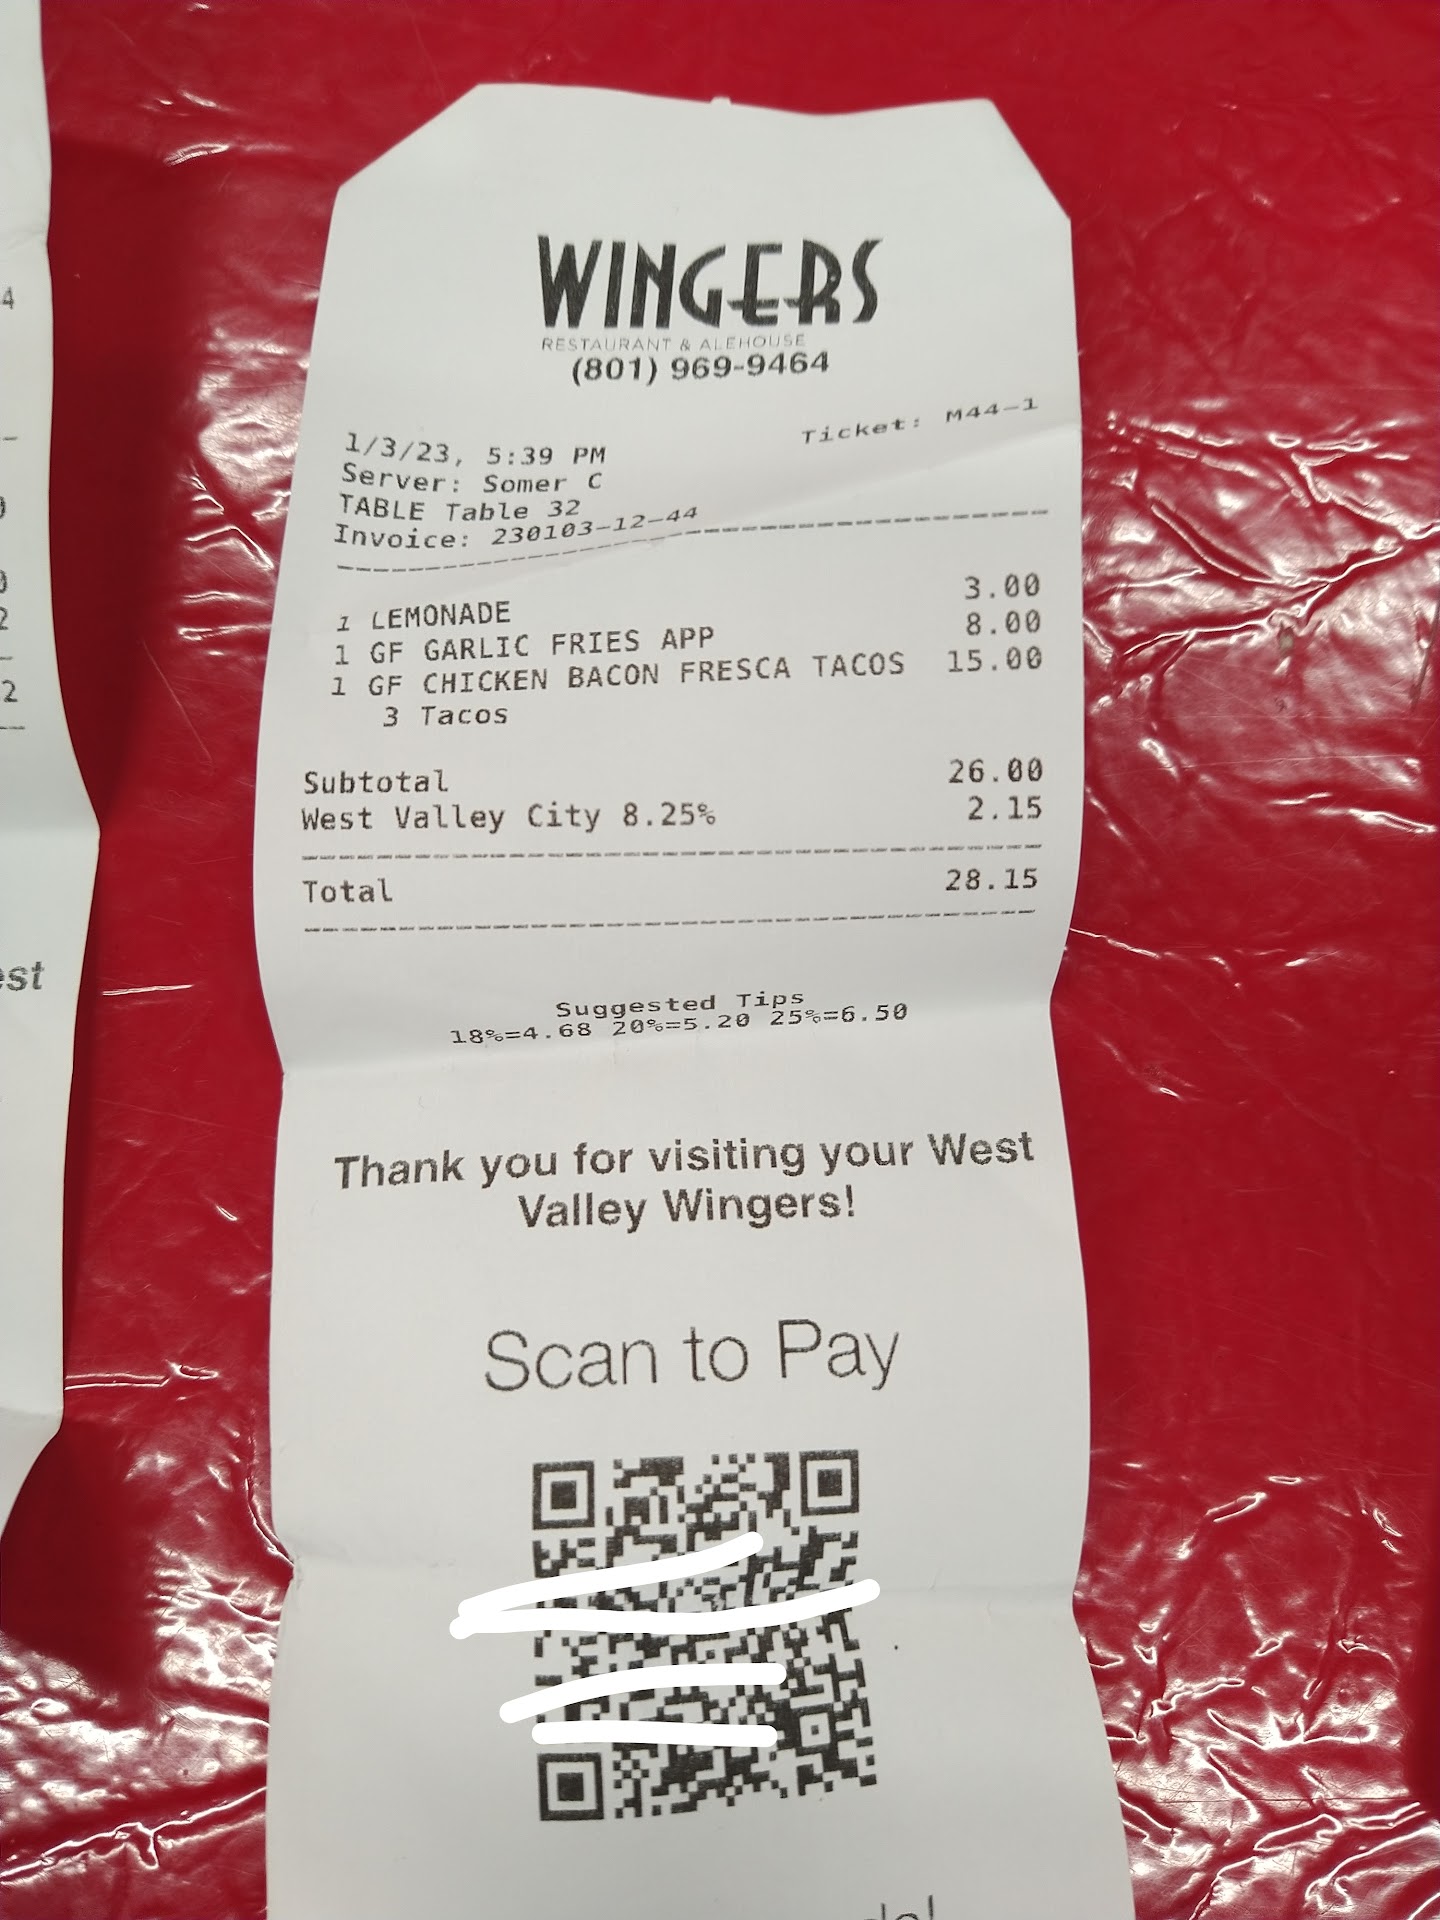 WINGERS
RESTAURANT & ALEHOUSE
(801) 969-9464
Ticket: M44-1
1/3/23, 5:39 PM
Server: Somer C
TABLE Table 32
Invoice: 230103-12-44
1 LEMONADE 3.00
1 GF GARLIC FRIES APP 8.00
1 GF CHICKEN BACON FRESCA TACOS 15.00
3 Tacos
Subtotal 26.00
West Valley City 8.25% 2.15
Total 28.15
Suggested Tips
18%=4.68 20%=5.20 25%=6.50
Thank you for visiting your West
Valley Wingers!
Scan to Pay